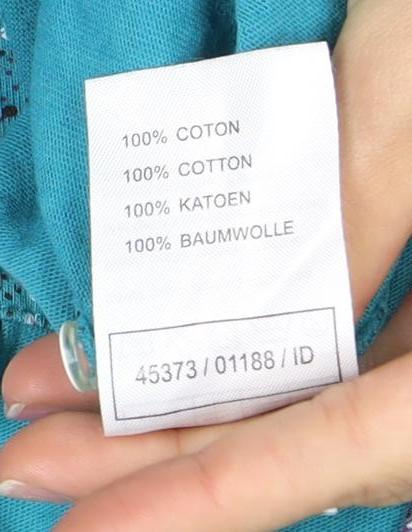 100% COTON
100% COTTON
100% KATOEN
100% BAUMWOLLE
45373 / 01188 / ID